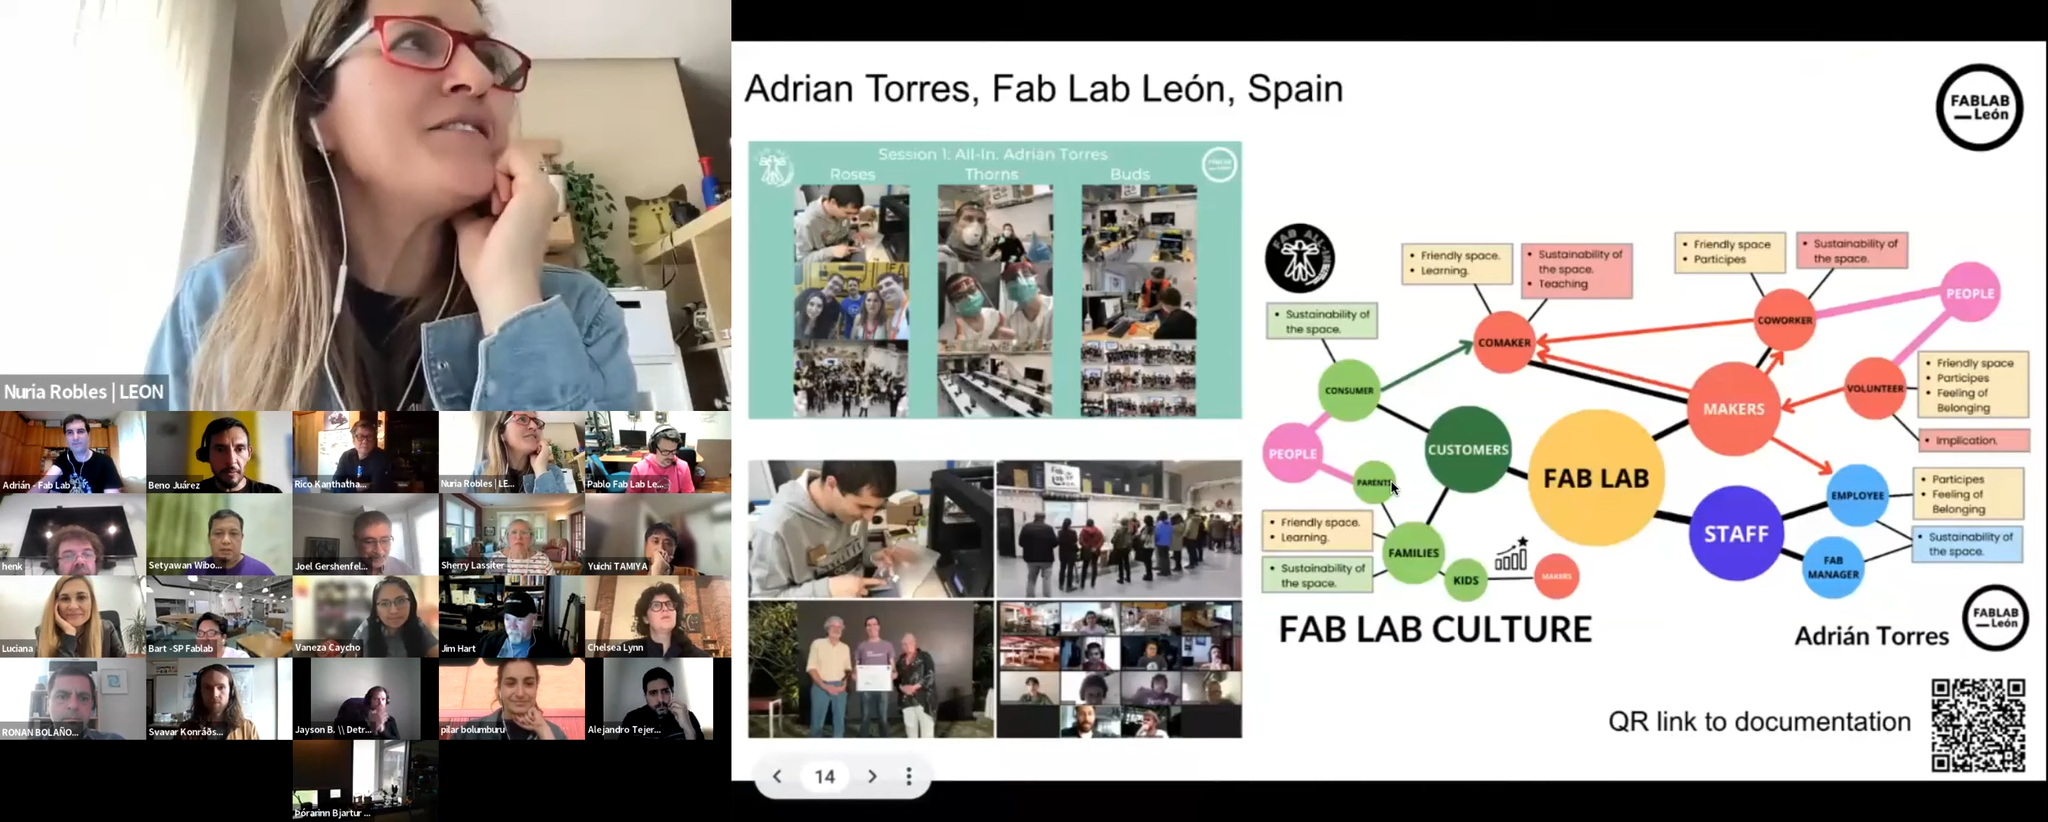 Nuria Robles | LEON
Adrián - Fab Lab ...
Beno Juárez
Rico Kanthatha...
Nuria Robles | LE...
Pablo Fab Lab Le...
henk
Setyawan Wibo...
Joel Gershenfel...
Sherry Lassiter
Yuichi TAMIYA
Luciana
Bart -SP Fablab
Vaneza Caycho
Jim Hart
Chelsea Lynn
RONAN BOLAÑO...
Svavar Konráðs...
Jayson B. \\ Detr...
pilar bolumburu
Alejandro Tejer...
Þórarinn Bjartur ...
Adrian Torres, Fab Lab León, Spain
FABLAB
León
Session 1: All-In. Adrian Torres
Roses
Thorns
Buds
FAB ALL-IN
• Friendly space.
• Learning.
• Sustainability of
the space.
• Teaching
• Friendly space
• Participes
• Sustainability of
the space.
PEOPLE
COWORKER
COMAKER
• Sustainability of
the space.
CONSUMER
MAKERS
VOLUNTEER
• Friendly space
• Participes
• Feeling of
Belonging
• Implication.
PEOPLE
CUSTOMERS
FAB LAB
PARENTS
EMPLOYEE
• Participes
• Feeling of
Belonging
• Friendly space.
• Learning.
STAFF
• Sustainability of
the space.
FAMILIES
• Sustainability of
the space.
KIDS
MAKERS
FAB
MANAGER
FAB LAB CULTURE
Adrián Torres
FABLAB
León
QR link to documentation
14